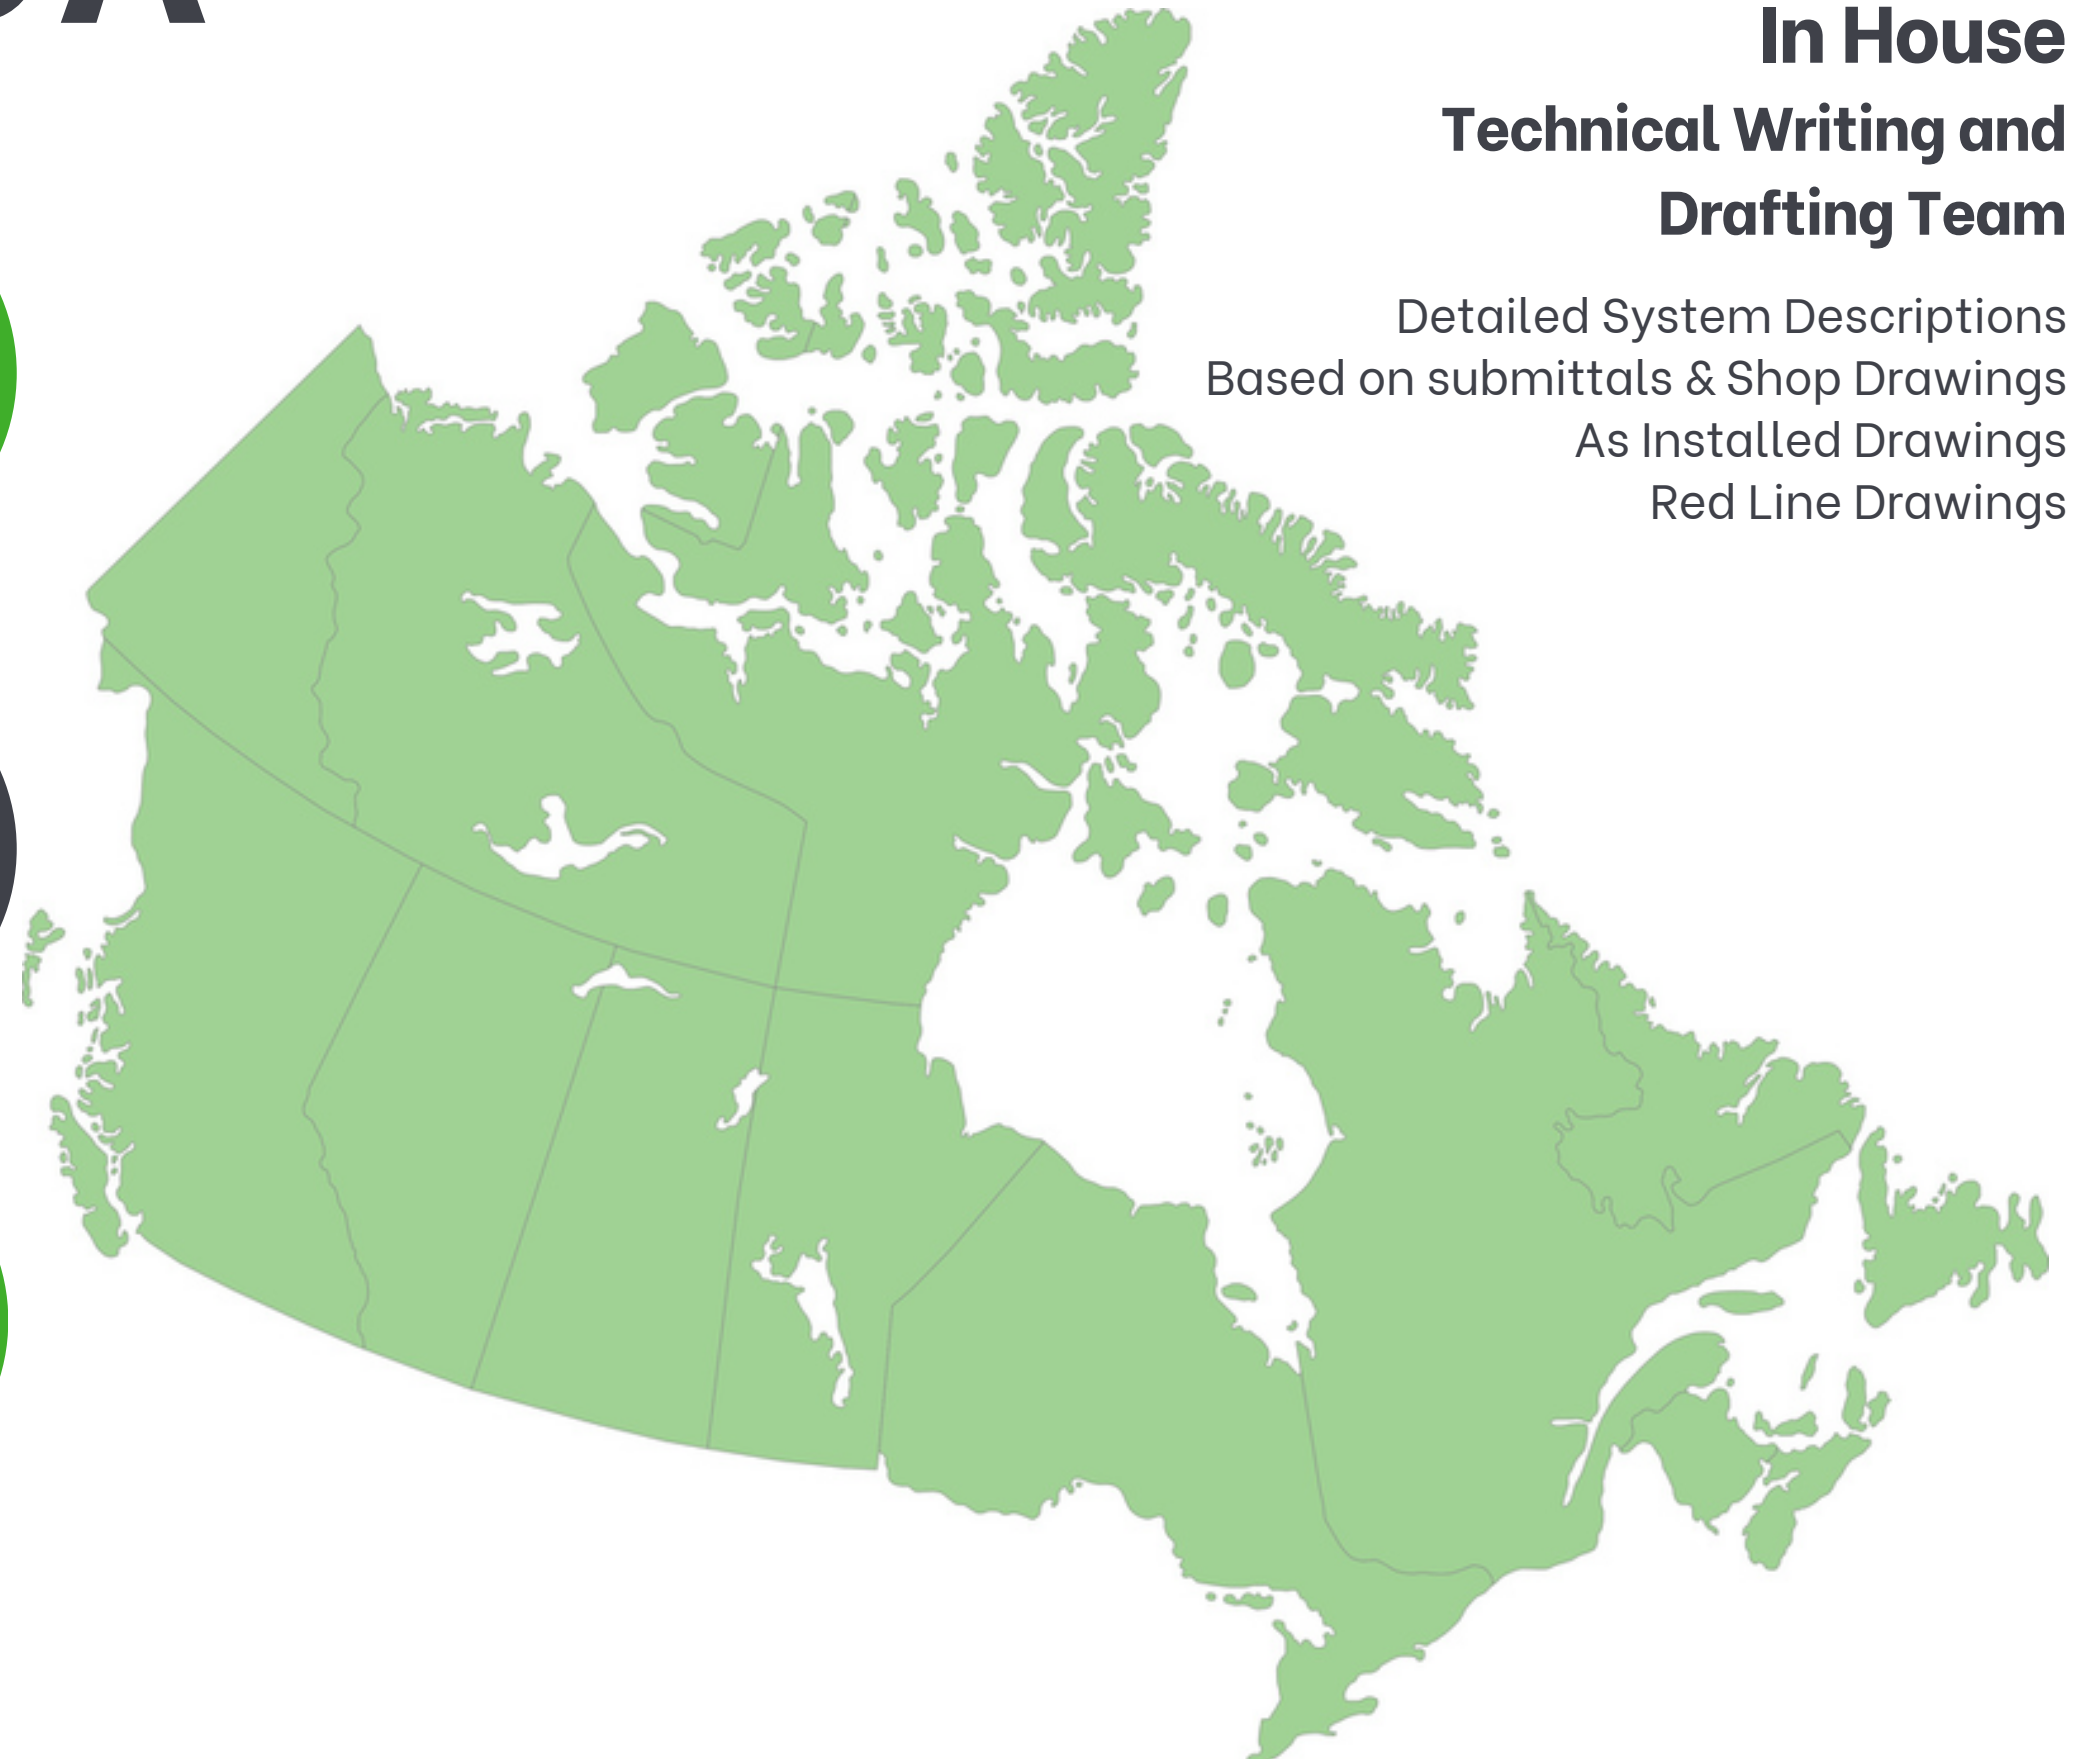 In House
Technical Writing and
Drafting Team
Detailed System Descriptions
Based on submittals & Shop Drawings
As Installed Drawings
Red Line Drawings